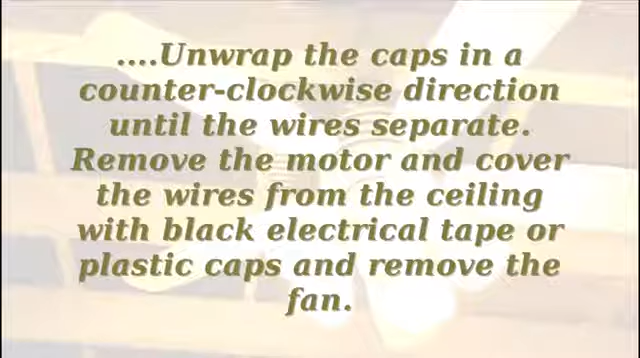 ....Unwrap the caps in a
counter-clockwise direction
until the wires separate.
Remove the motor and cover
the wires from the ceiling
with black electrical tape or
plastic caps and remove the
fan.